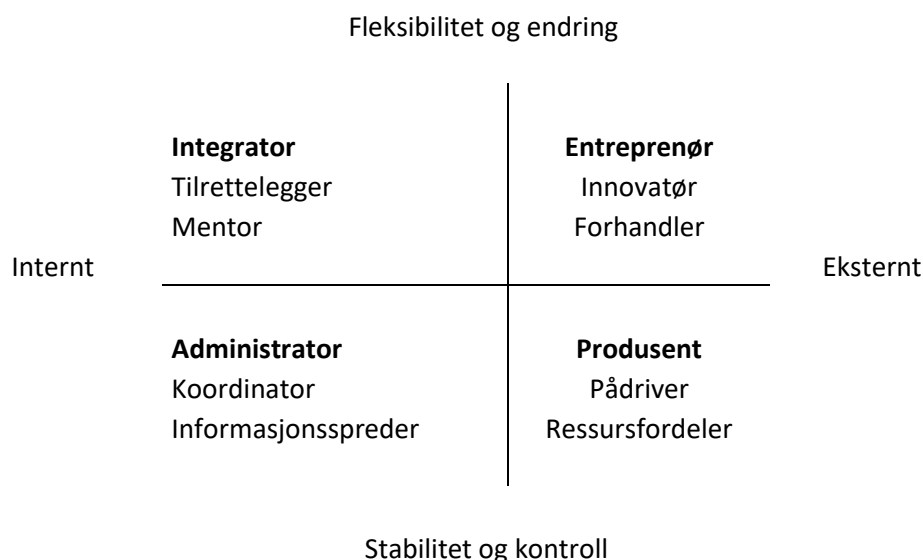 Fleksibilitet og endring
Integrator
Tilrettelegger
Mentor
Entreprenør
Innovatør
Forhandler
Internt
Eksternt
Administrator
Koordinator
Informasjonsspreder
Produsent
Pådriver
Ressursfordeler
Stabilitet og kontroll